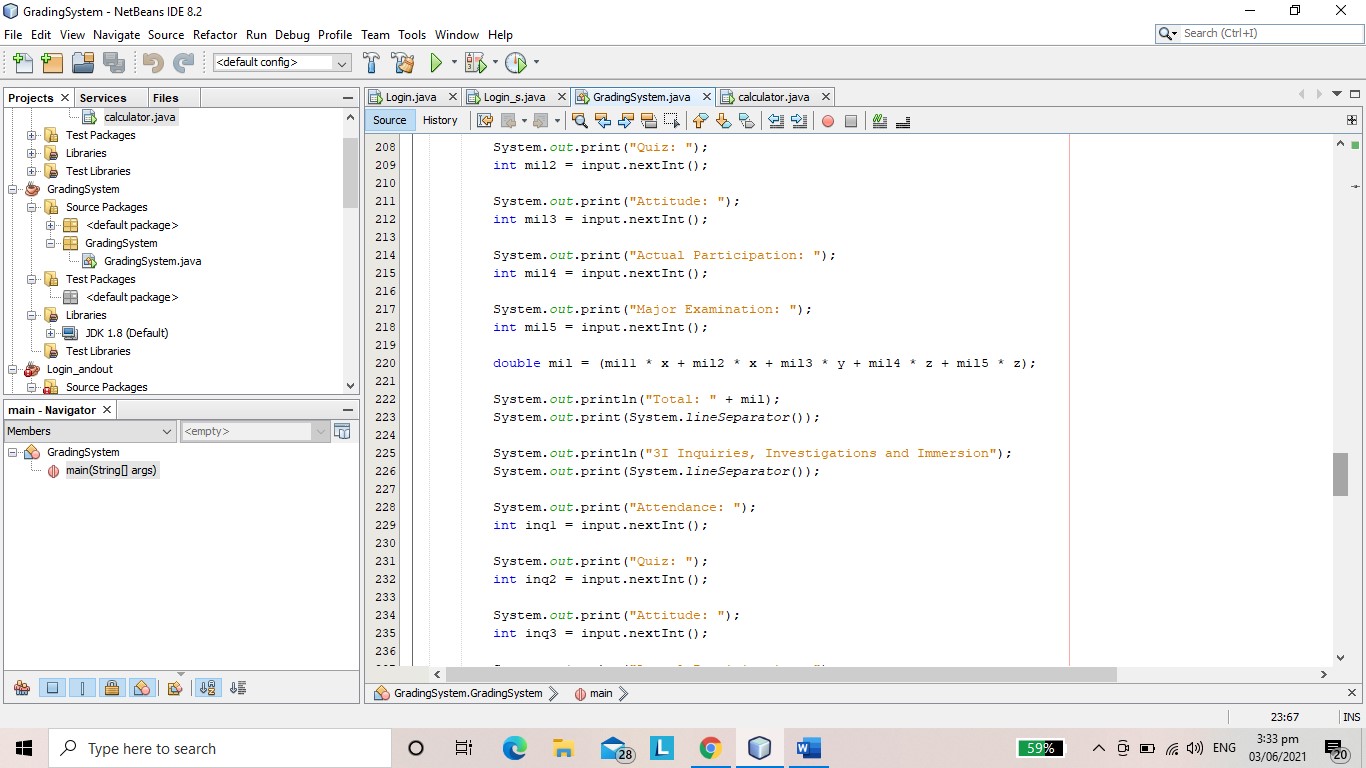 GradingSystem - NetBeans IDE 8.2
File Edit View Navigate Source Refactor Run Debug Profile Team Tools Window Help
Search (Ctrl+I)
<default config>
Projects Services Files
calculator.java
Test Packages
Libraries
Test Libraries
GradingSystem
Source Packages
<default package>
GradingSystem
GradingSystem.java
Test Packages
<default package>
Libraries
JDK 1.8 (Default)
Test Libraries
Login_andout
Source Packages
main - Navigator
Members <empty>
GradingSystem
main(String[] args)
Login.java Login_s.java GradingSystem.java calculator.java
Source History
208 System.out.print("Quiz: ");
209 int mil2 = input.nextInt();
210
211 System.out.print("Attitude: ");
212 int mil3 = input.nextInt();
213
214 System.out.print("Actual Participation: ");
215 int mil4 = input.nextInt();
216
217 System.out.print("Major Examination: ");
218 int mil5 = input.nextInt();
219
220 double mil = (mil1 * x + mil2 * x + mil3 * y + mil4 * z + mil5 * z);
221
222 System.out.println("Total: " + mil);
223 System.out.print(System.lineSeparator());
224
225 System.out.println("3I Inquiries, Investigations and Immersion");
226 System.out.print(System.lineSeparator());
227
228 System.out.print("Attendance: ");
229 int inq1 = input.nextInt();
230
231 System.out.print("Quiz: ");
232 int inq2 = input.nextInt();
233
234 System.out.print("Attitude: ");
235 int inq3 = input.nextInt();
236
GradingSystem.GradingSystem main
23:67 INS
Type here to search
28
L
59%
ENG
3:33 pm
03/06/2021
20